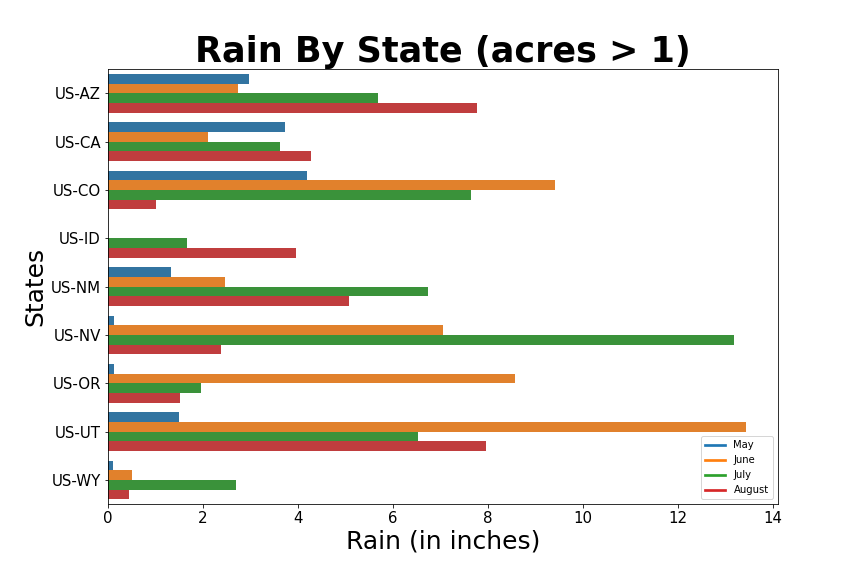 Rain By State (acres > 1)
States
US-AZ
US-CA
US-CO
US-ID
US-NM
US-NV
US-OR
US-UT
US-WY
May
June
July
August
0 2 4 6 8 10 12 14
Rain (in inches)